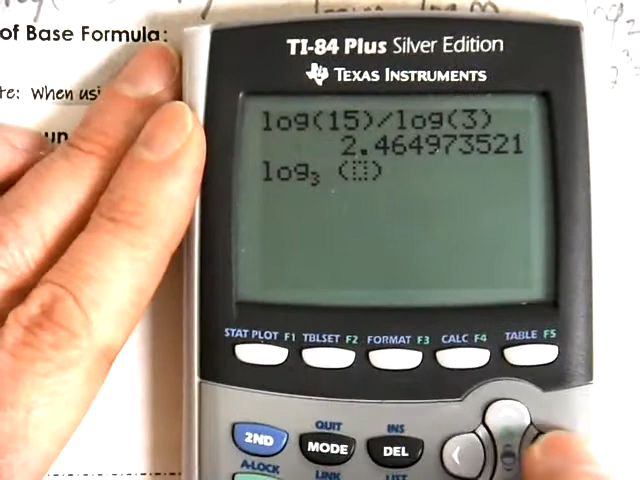 of Base Formula:
te: When usi
TI-84 Plus Silver Edition
TEXAS INSTRUMENTS
log(15)/log(3)
2.464973521
log₃ (⬚)
STAT PLOT F1 TBLSET F2 FORMAT F3 CALC F4 TABLE F5
QUIT INS
2ND MODE DEL
A-LOCK LINK LIST